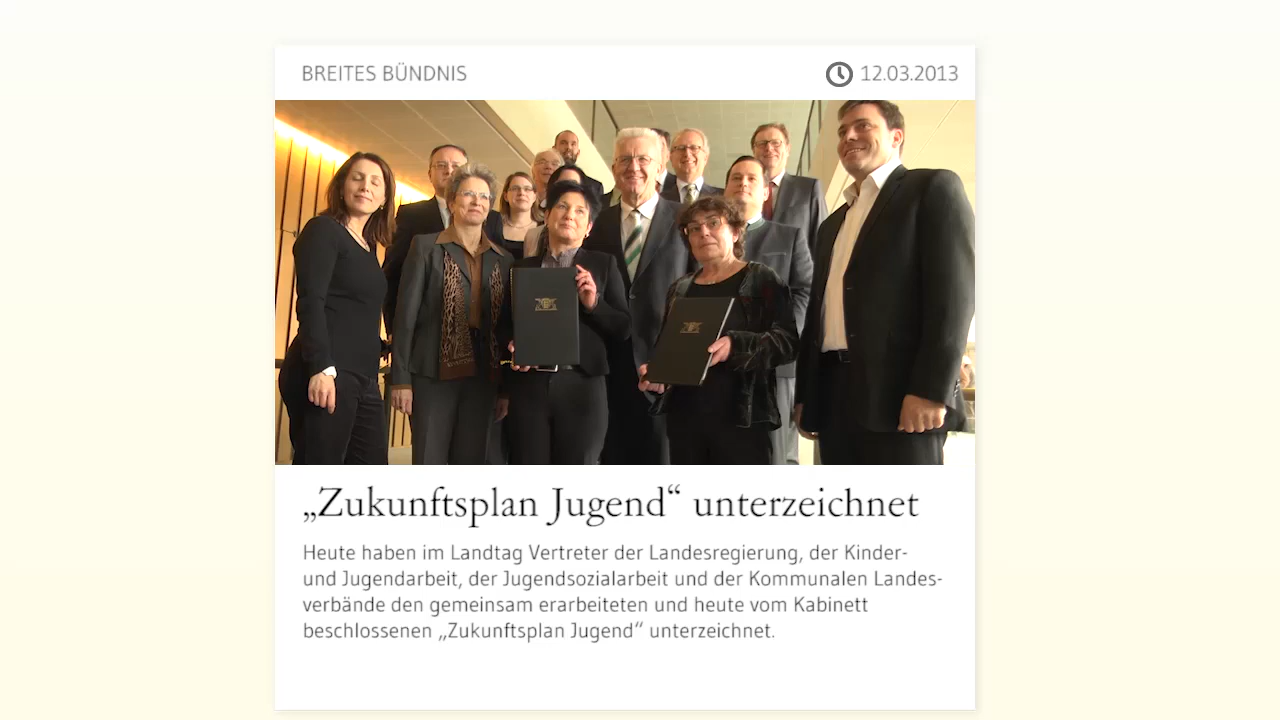 BREITES BÜNDNIS
12.03.2013
„Zukunftsplan Jugend“ unterzeichnet
Heute haben im Landtag Vertreter der Landesregierung, der Kinder-
und Jugendarbeit, der Jugendsozialarbeit und der Kommunalen Landes-
verbände den gemeinsam erarbeiteten und heute vom Kabinett
beschlossenen „Zukunftsplan Jugend“ unterzeichnet.